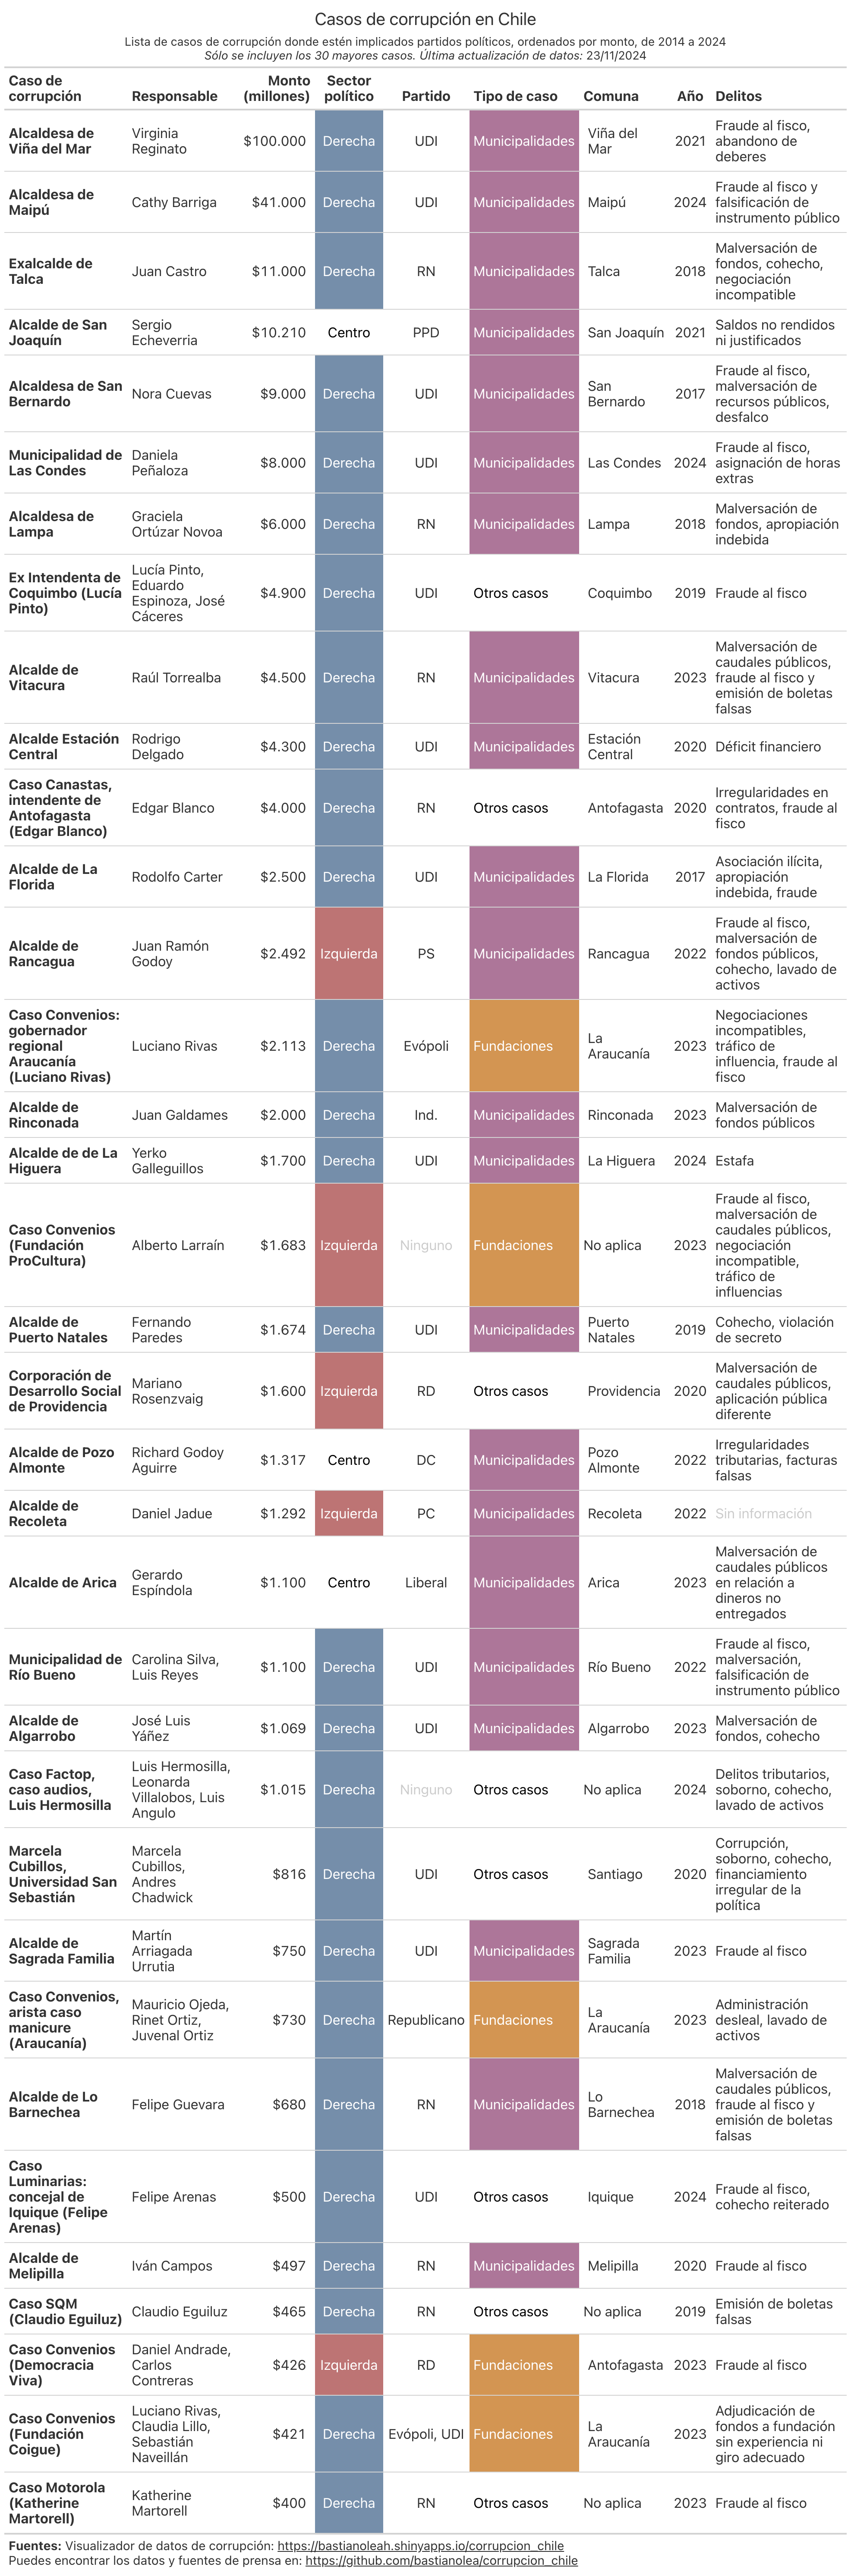 Casos de corrupción en Chile
Lista de casos de corrupción donde estén implicados partidos políticos, ordenados por monto, de 2014 a 2024
Sólo se incluyen los 30 mayores casos. Última actualización de datos: 23/11/2024
Caso de corrupción Responsable Monto (millones) Sector político Partido Tipo de caso Comuna Año Delitos
Alcaldesa de Viña del Mar Virginia Reginato $100.000 Derecha UDI Municipalidades Viña del Mar 2021 Fraude al fisco, abandono de deberes
Alcaldesa de Maipú Cathy Barriga $41.000 Derecha UDI Municipalidades Maipú 2024 Fraude al fisco y falsificación de instrumento público
Exalcalde de Talca Juan Castro $11.000 Derecha RN Municipalidades Talca 2018 Malversación de fondos, cohecho, negociación incompatible
Alcalde de San Joaquín Sergio Echeverria $10.210 Centro PPD Municipalidades San Joaquín 2021 Saldos no rendidos ni justificados
Alcaldesa de San Bernardo Nora Cuevas $9.000 Derecha UDI Municipalidades San Bernardo 2017 Fraude al fisco, malversación de recursos públicos, desfalco
Municipalidad de Las Condes Daniela Peñaloza $8.000 Derecha UDI Municipalidades Las Condes 2024 Fraude al fisco, asignación de horas extras
Alcaldesa de Lampa Graciela Ortúzar Novoa $6.000 Derecha RN Municipalidades Lampa 2018 Malversación de fondos, apropiación indebida
Ex Intendenta de Coquimbo (Lucía Pinto) Lucía Pinto, Eduardo Espinoza, José Cáceres $4.900 Derecha UDI Otros casos Coquimbo 2019 Fraude al fisco
Alcalde de Vitacura Raúl Torrealba $4.500 Derecha RN Municipalidades Vitacura 2023 Malversación de caudales públicos, fraude al fisco y emisión de boletas falsas
Alcalde Estación Central Rodrigo Delgado $4.300 Derecha UDI Municipalidades Estación Central 2020 Déficit financiero
Caso Canastas, intendente de Antofagasta (Edgar Blanco) Edgar Blanco $4.000 Derecha RN Otros casos Antofagasta 2020 Irregularidades en contratos, fraude al fisco
Alcalde de La Florida Rodolfo Carter $2.500 Derecha UDI Municipalidades La Florida 2017 Asociación ilícita, apropiación indebida, fraude
Alcalde de Rancagua Juan Ramón Godoy $2.492 Izquierda PS Municipalidades Rancagua 2022 Fraude al fisco, malversación de fondos públicos, cohecho, lavado de activos
Caso Convenios: gobernador regional Araucanía (Luciano Rivas) Luciano Rivas $2.113 Derecha Evópoli Fundaciones La Araucanía 2023 Negociaciones incompatibles, tráfico de influencia, fraude al fisco
Alcalde de Rinconada Juan Galdames $2.000 Derecha Ind. Municipalidades Rinconada 2023 Malversación de fondos públicos
Alcalde de de La Higuera Yerko Galleguillos $1.700 Derecha UDI Municipalidades La Higuera 2024 Estafa
Caso Convenios (Fundación ProCultura) Alberto Larraín $1.683 Izquierda Ninguno Fundaciones No aplica 2023 Fraude al fisco, malversación de caudales públicos, negociación incompatible, tráfico de influencias
Alcalde de Puerto Natales Fernando Paredes $1.674 Derecha UDI Municipalidades Puerto Natales 2019 Cohecho, violación de secreto
Corporación de Desarrollo Social de Providencia Mariano Rosenzvaig $1.600 Izquierda RD Otros casos Providencia 2020 Malversación de caudales públicos, aplicación pública diferente
Alcalde de Pozo Almonte Richard Godoy Aguirre $1.317 Centro DC Municipalidades Pozo Almonte 2022 Irregularidades tributarias, facturas falsas
Alcalde de Recoleta Daniel Jadue $1.292 Izquierda PC Municipalidades Recoleta 2022 Sin información
Alcalde de Arica Gerardo Espíndola $1.100 Centro Liberal Municipalidades Arica 2023 Malversación de caudales públicos en relación a dineros no entregados
Municipalidad de Río Bueno Carolina Silva, Luis Reyes $1.100 Derecha UDI Municipalidades Río Bueno 2022 Fraude al fisco, malversación, falsificación de instrumento público
Alcalde de Algarrobo José Luis Yáñez $1.069 Derecha UDI Municipalidades Algarrobo 2023 Malversación de fondos, cohecho
Caso Factop, caso audios, Luis Hermosilla Luis Hermosilla, Leonarda Villalobos, Luis Angulo $1.015 Derecha Ninguno Otros casos No aplica 2024 Delitos tributarios, soborno, cohecho, lavado de activos
Marcela Cubillos, Universidad San Sebastián Marcela Cubillos, Andres Chadwick $816 Derecha UDI Otros casos Santiago 2020 Corrupción, soborno, cohecho, financiamiento irregular de la política
Alcalde de Sagrada Familia Martín Arriagada Urrutia $750 Derecha UDI Municipalidades Sagrada Familia 2023 Fraude al fisco
Caso Convenios, arista caso manicure (Araucanía) Mauricio Ojeda, Rinet Ortiz, Juvenal Ortiz $730 Derecha Republicano Fundaciones La Araucanía 2023 Administración desleal, lavado de activos
Alcalde de Lo Barnechea Felipe Guevara $680 Derecha RN Municipalidades Lo Barnechea 2018 Malversación de caudales públicos, fraude al fisco y emisión de boletas falsas
Caso Luminarias: concejal de Iquique (Felipe Arenas) Felipe Arenas $500 Derecha UDI Otros casos Iquique 2024 Fraude al fisco, cohecho reiterado
Alcalde de Melipilla Iván Campos $497 Derecha RN Municipalidades Melipilla 2020 Fraude al fisco
Caso SQM (Claudio Eguiluz) Claudio Eguiluz $465 Derecha RN Otros casos No aplica 2019 Emisión de boletas falsas
Caso Convenios (Democracia Viva) Daniel Andrade, Carlos Contreras $426 Izquierda RD Fundaciones Antofagasta 2023 Fraude al fisco
Caso Convenios (Fundación Coigue) Luciano Rivas, Claudia Lillo, Sebastián Naveillán $421 Derecha Evópoli, UDI Fundaciones La Araucanía 2023 Adjudicación de fondos a fundación sin experiencia ni giro adecuado
Caso Motorola (Katherine Martorell) Katherine Martorell $400 Derecha RN Otros casos No aplica 2023 Fraude al fisco
Fuentes: Visualizador de datos de corrupción: https://bastianoleah.shinyapps.io/corrupcion_chile
Puedes encontrar los datos y fuentes de prensa en: https://github.com/bastianolea/corrupcion_chile